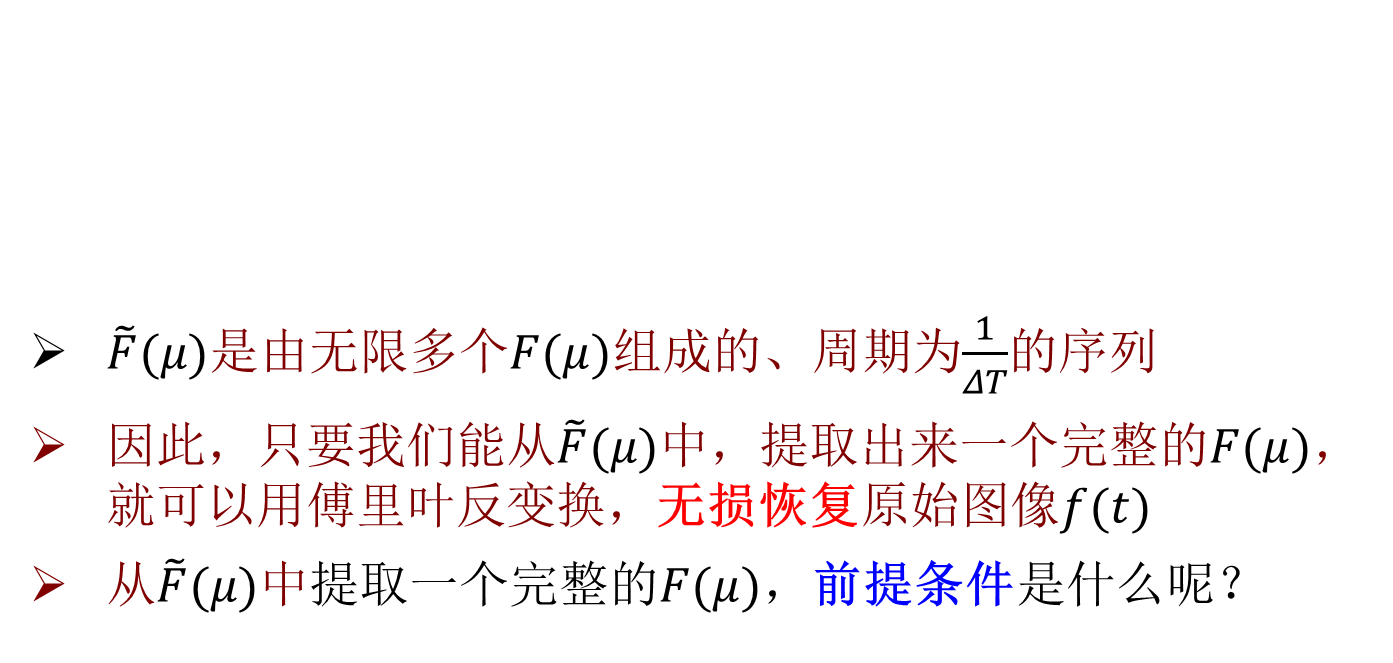 ➢ F̃(μ)是由无限多个F(μ)组成的、周期为1/ΔT的序列
➢ 因此，只要我们能从F̃(μ)中，提取出来一个完整的F(μ)，
就可以用傅里叶反变换，无损恢复原始图像f(t)
➢ 从F̃(μ)中提取一个完整的F(μ)，前提条件是什么呢？